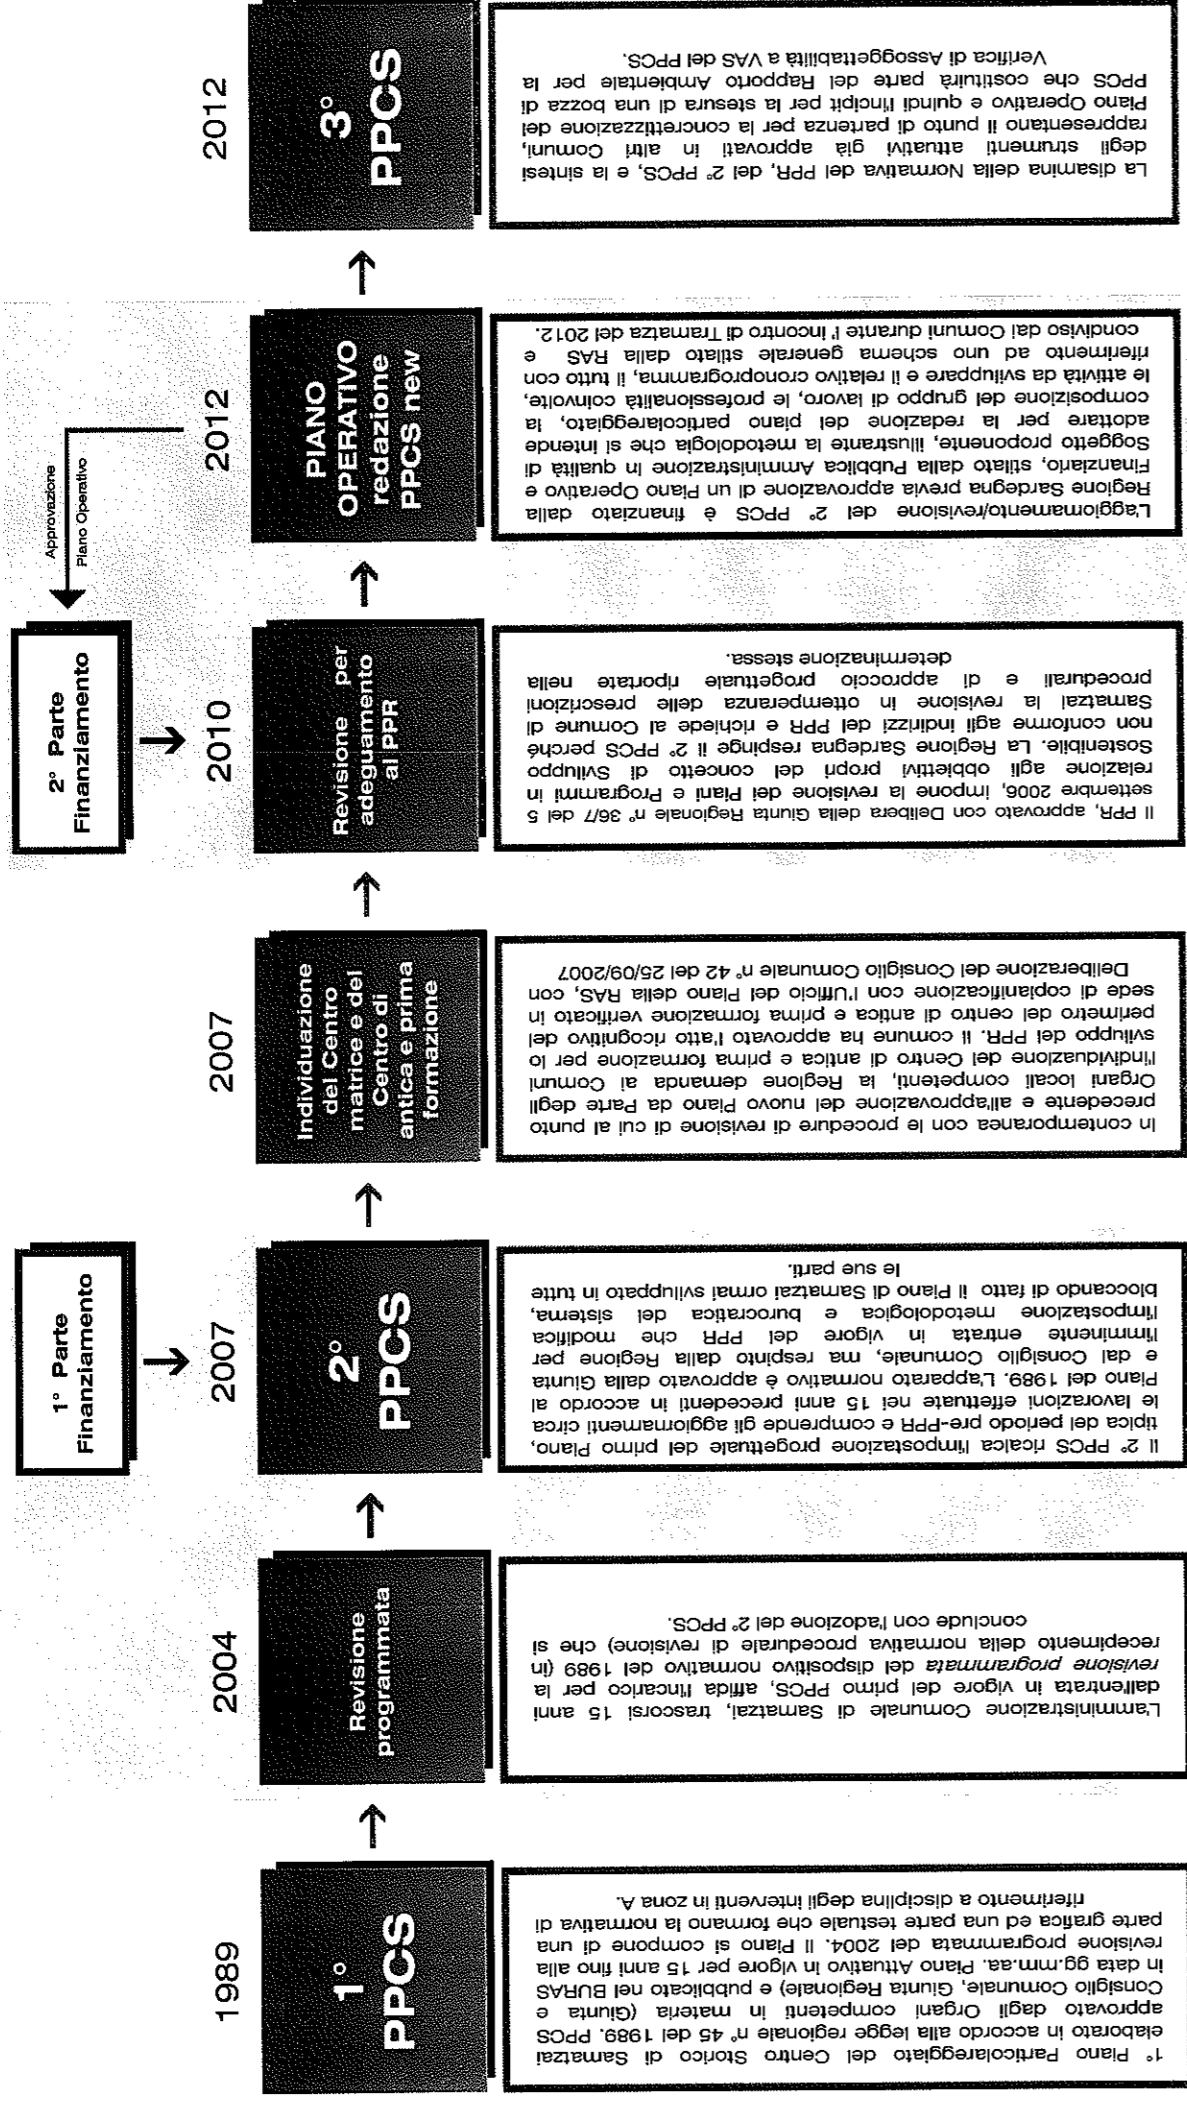 1° Parte
Finanziamento
2° Parte
Finanziamento
Approvazione
Piano Operativo
1989
2004
2007
2007
2010
2012
2012
1°
PPCS
Revisione
programmata
2°
PPCS
Individuazione
del Centro
matrice e del
Centro di
antica e prima
formazione
Revisione per
adeguamento
al PPR
PIANO
OPERATIVO
redazione
PPCS new
3°
PPCS
1° Piano Particolareggiato del Centro Storico di Samatzai
elaborato in accordo alla legge regionale n° 45 del 1989. PPCS
approvato dagli Organi competenti in materia (Giunta e
Consiglio Comunale, Giunta Regionale) e pubblicato nel BURAS
in data gg.mm.aa. Piano Attuativo in vigore per 15 anni fino alla
revisione programmata del 2004. Il Piano si compone di una
parte grafica ed una parte testuale che formano la normativa di
riferimento a disciplina degli interventi in zona A.
L'amministrazione Comunale di Samatzai, trascorsi 15 anni
dall'entrata in vigore del primo PPCS, affida l'incarico per la
revisione programmata del dispositivo normativo del 1989 (in
recepimento della normativa procedurale di revisione) che si
conclude con l'adozione del 2° PPCS.
Il 2° PPCS ricalca l'impostazione progettuale del primo Piano,
tipica del periodo pre-PPR e comprende gli aggiornamenti circa
le lavorazioni effettuate nei 15 anni precedenti in accordo al
Piano del 1989. L'apparato normativo è approvato dalla Giunta
e dal Consiglio Comunale, ma respinto dalla Regione per
l'imminente entrata in vigore del PPR che modifica
l'impostazione metodologica e burocratica del sistema,
bloccando di fatto il Piano di Samatzai ormai sviluppato in tutte
le sue parti.
In contemporanea con le procedure di revisione di cui al punto
precedente e all'approvazione del nuovo Piano da Parte degli
Organi locali competenti, la Regione demanda ai Comuni
l'individuazione del Centro di antica e prima formazione per lo
sviluppo del PPR. Il comune ha approvato l'atto ricognitivo del
perimetro del centro di antica e prima formazione verificato in
sede di copianificazione con l'Ufficio del Piano della RAS, con
Deliberazione del Consiglio Comunale n° 42 del 25/09/2007
Il PPR, approvato con Delibera della Giunta Regionale n° 36/7 del 5
settembre 2006, impone la revisione dei Piani e Programmi in
relazione agli obbiettivi propri del concetto di Sviluppo
Sostenibile. La Regione Sardegna respinge il 2° PPCS perché
non conforme agli indirizzi del PPR e richiede al Comune di
Samatzai la revisione in ottemperanza delle prescrizioni
procedurali e di approccio progettuale riportate nella
determinazione stessa.
L'aggiornamento/revisione del 2° PPCS è finanziato dalla
Regione Sardegna previa approvazione di un Piano Operativo e
Finanziario, stilato dalla Pubblica Amministrazione in qualità di
Soggetto proponente, illustrante la metodologia che si intende
adottare per la redazione del piano particolareggiato, la
composizione del gruppo di lavoro, le professionalità coinvolte,
le attività da sviluppare e il relativo cronoprogramma, il tutto con
riferimento ad uno schema generale stilato dalla RAS e
condiviso dai Comuni durante l' Incontro di Tramatza del 2012.
La disamina della Normativa del PPR, del 2° PPCS, e la sintesi
degli strumenti attuativi già approvati in altri Comuni,
rappresentano il punto di partenza per la concrettizzazione del
Piano Operativo e quindi l'incipit per la stesura di una bozza di
PPCS che costituirà parte del Rapporto Ambientale per la
Verifica di Assoggettabilità a VAS del PPCS.